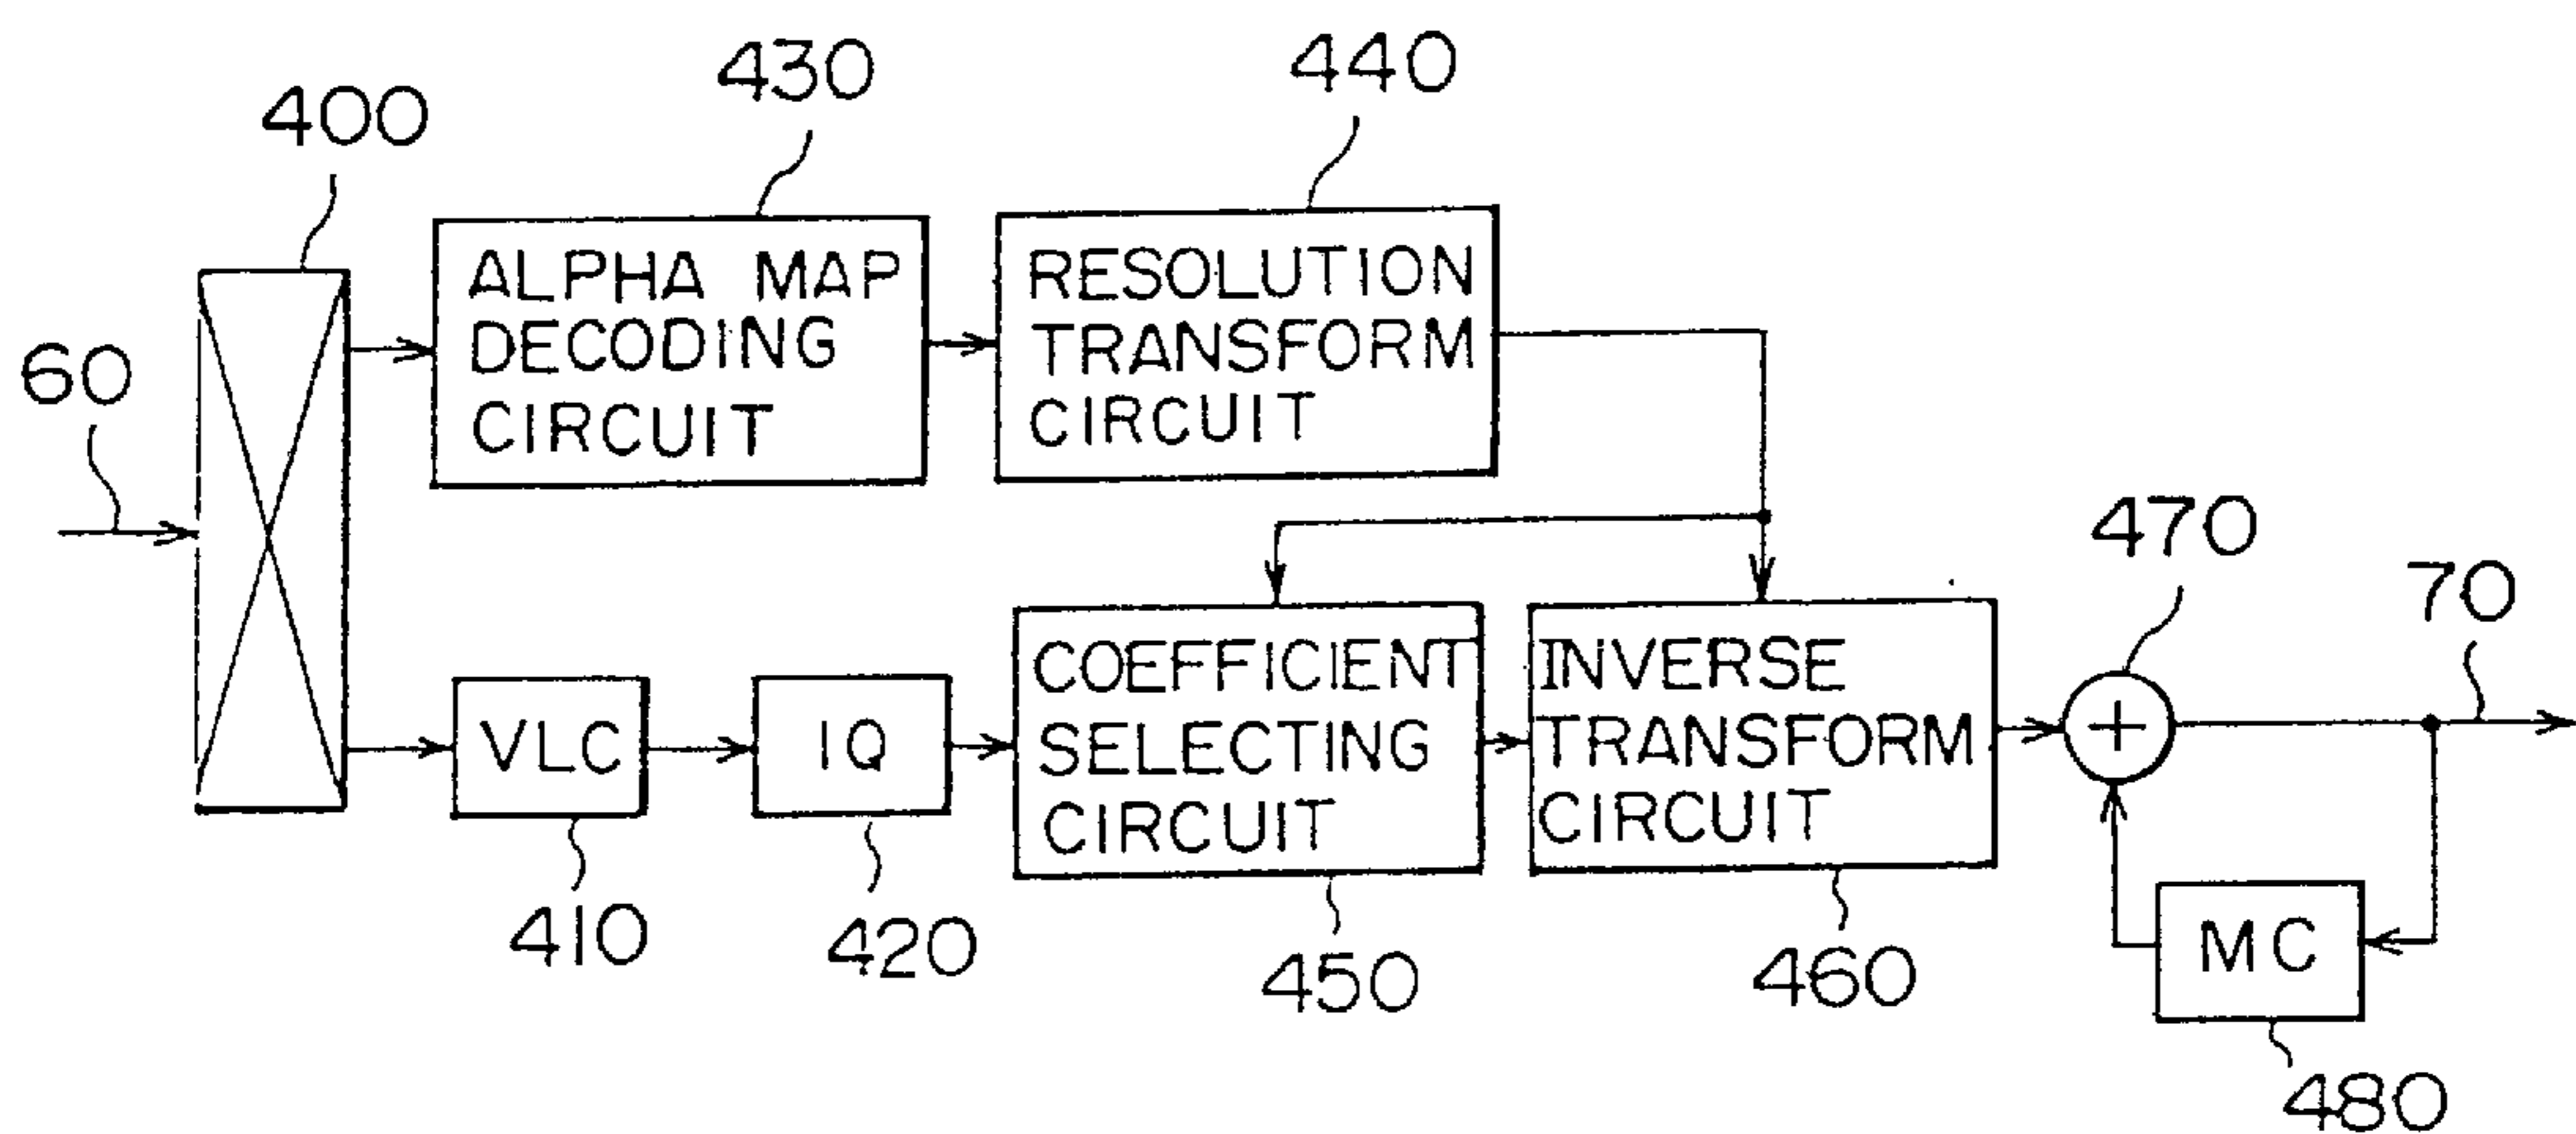 430
440
400
ALPHA MAP
DECODING
CIRCUIT
RESOLUTION
TRANSFORM
CIRCUIT
60
470
70
VLC
IQ
COEFFICIENT
SELECTING
CIRCUIT
INVERSE
TRANSFORM
CIRCUIT
+
410
420
450
460
MC
480